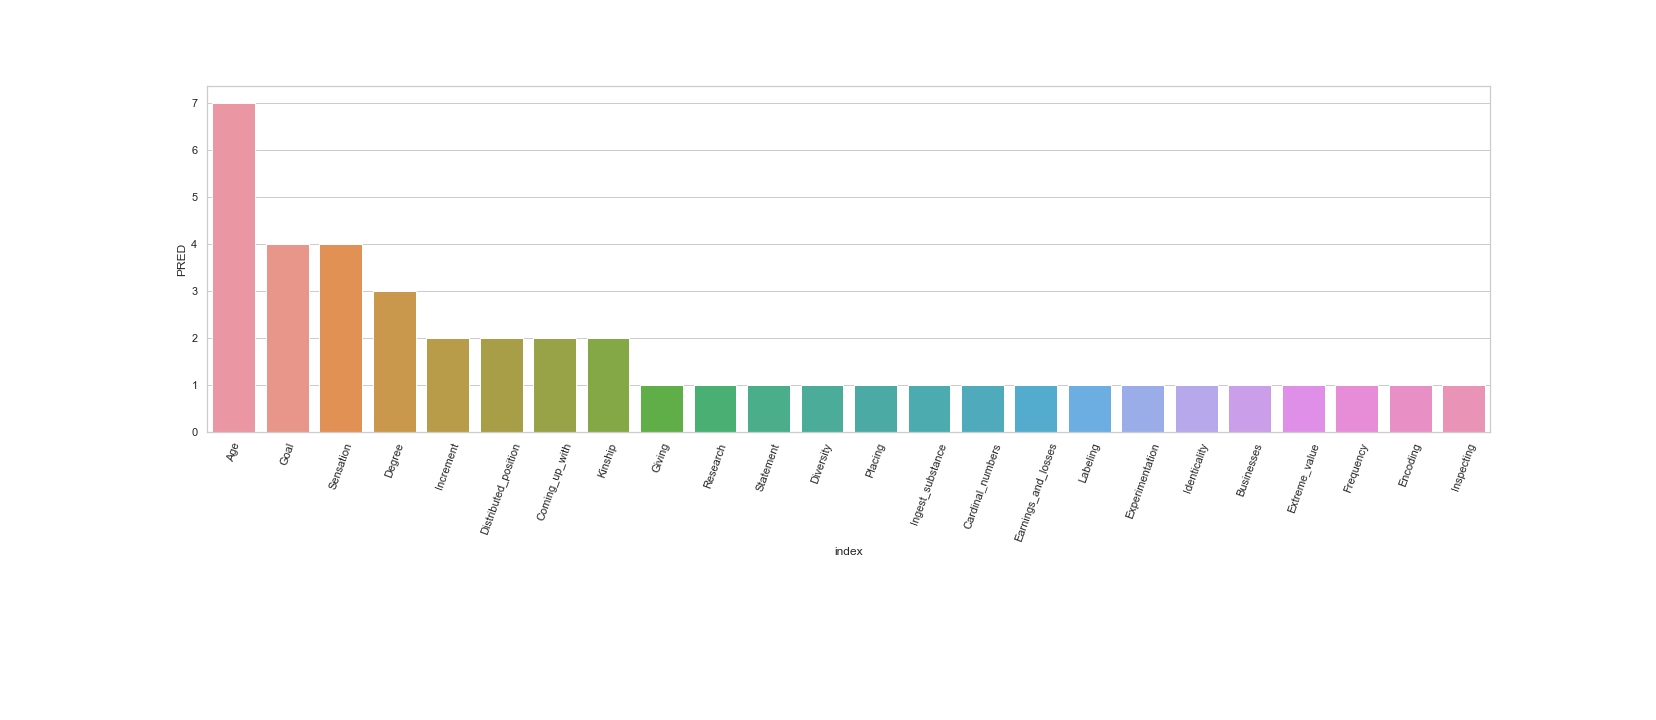 PRED
7
6
5
4
3
2
1
0
Age
Goal
Sensation
Degree
Increment
Distributed_position
Coming_up_with
Kinship
Giving
Research
Statement
Diversity
Placing
Ingest_substance
Cardinal_numbers
Earnings_and_losses
Labeling
Experimentation
Identicality
Businesses
Extreme_value
Frequency
Encoding
Inspecting
index